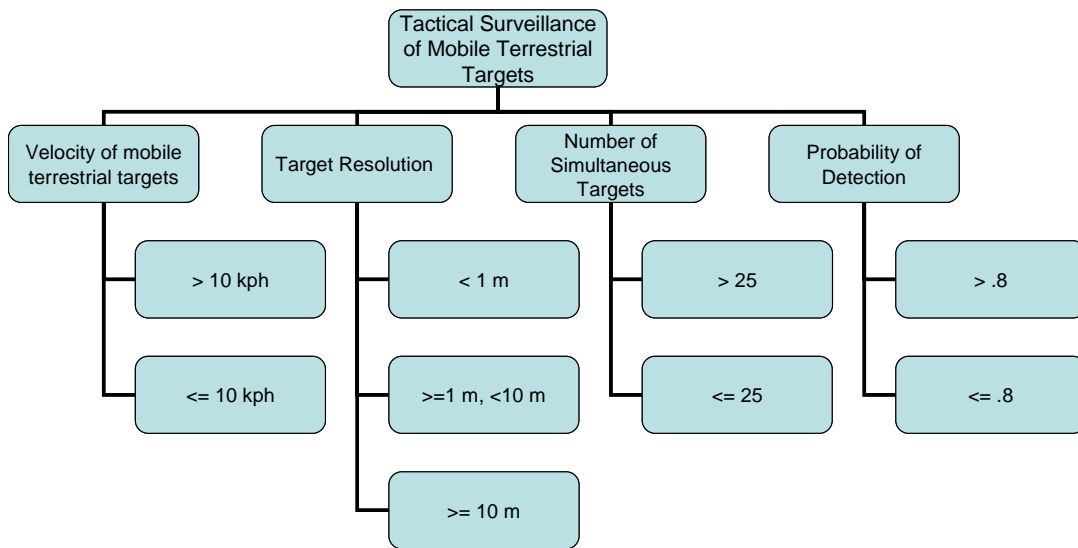 Tactical Surveillance
of Mobile Terrestrial
Targets
Velocity of mobile
terrestrial targets
Target Resolution
Number of
Simultaneous
Targets
Probability of
Detection
> 10 kph
< 1 m
> 25
> .8
<= 10 kph
>=1 m, <10 m
<= 25
<= .8
>= 10 m